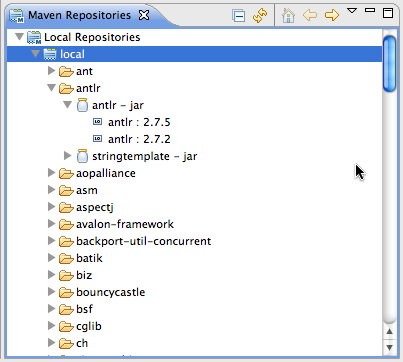 Maven Repositories
Local Repositories
local
ant
antlr
antlr - jar
antlr : 2.7.5
antlr : 2.7.2
stringtemplate - jar
aopalliance
asm
aspectj
avalon-framework
backport-util-concurrent
batik
biz
bouncycastle
bsf
cglib
ch